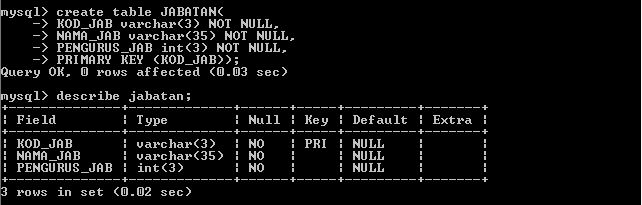 mysql> create table JABATAN(
    -> KOD_JAB varchar(3) NOT NULL,
    -> NAMA_JAB varchar(35) NOT NULL,
    -> PENGURUS_JAB int(3) NOT NULL,
    -> PRIMARY KEY (KOD_JAB));
Query OK, 0 rows affected (0.03 sec)
mysql> describe jabatan;
+--------------+-------------+------+-----+---------+-------+
| Field        | Type        | Null | Key | Default | Extra |
+--------------+-------------+------+-----+---------+-------+
| KOD_JAB      | varchar(3)  | NO   | PRI | NULL    |       |
| NAMA_JAB     | varchar(35) | NO   |     | NULL    |       |
| PENGURUS_JAB | int(3)      | NO   |     | NULL    |       |
+--------------+-------------+------+-----+---------+-------+
3 rows in set (0.02 sec)